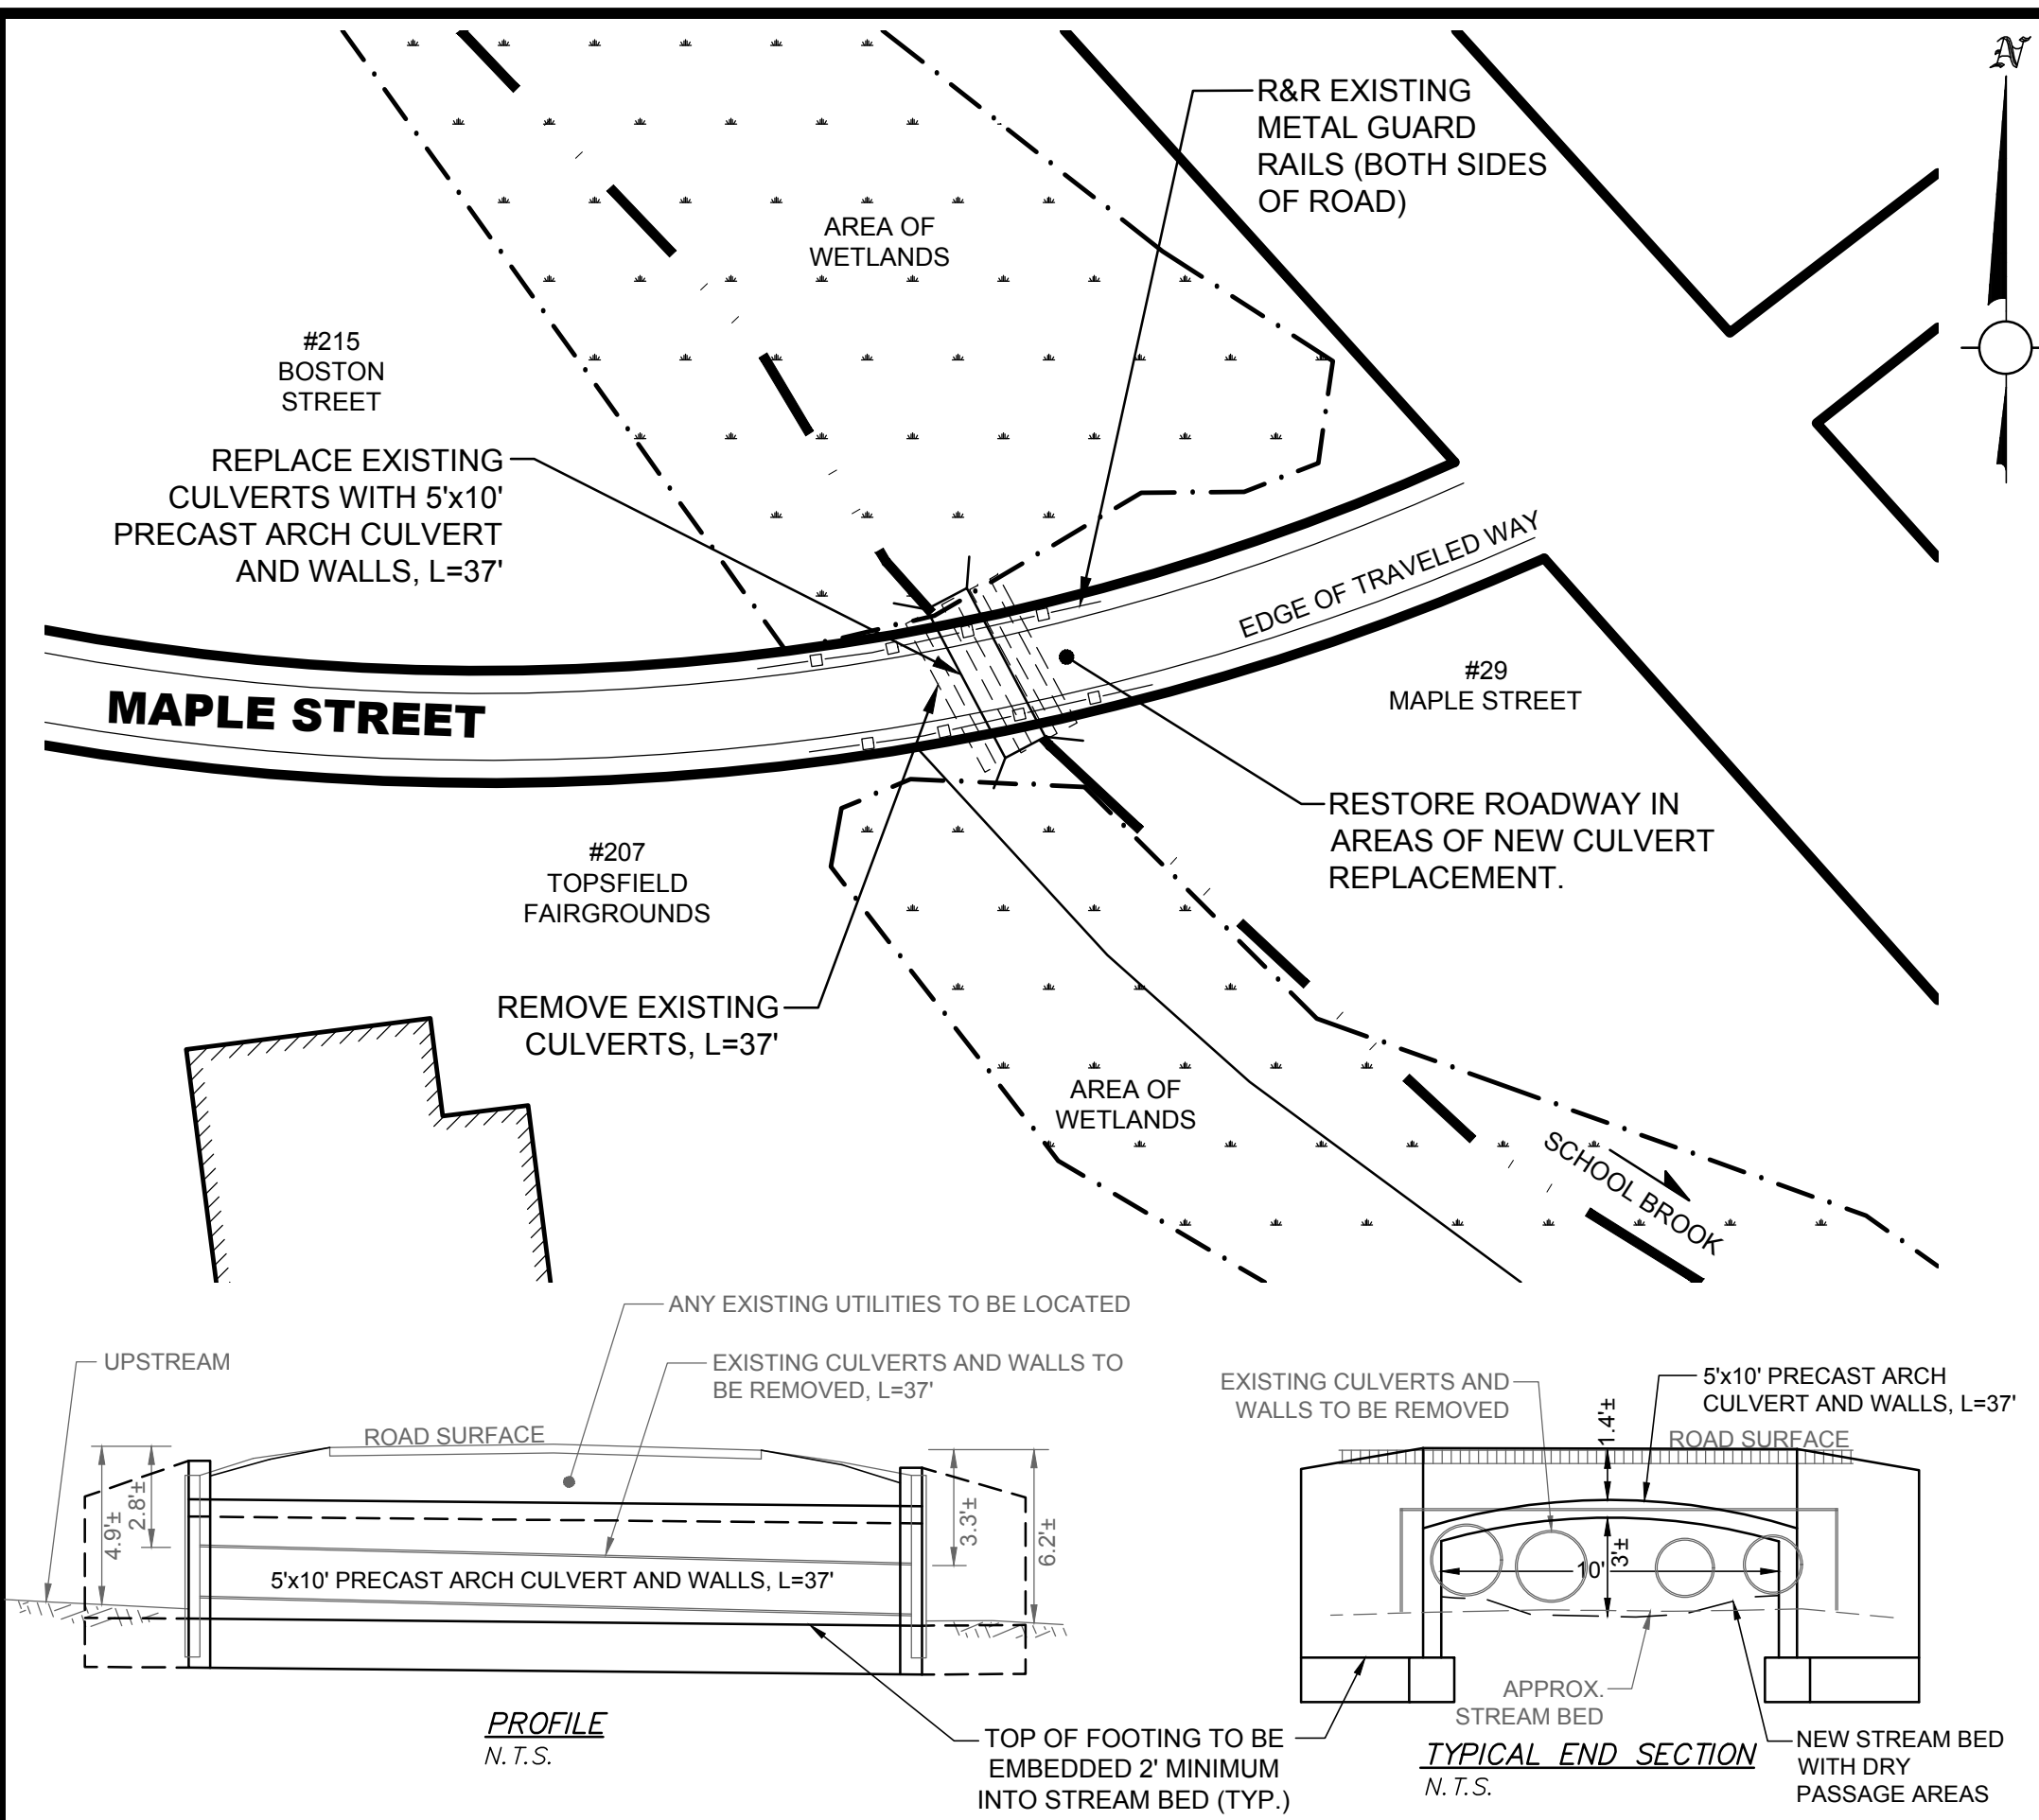 N
R&R EXISTING
METAL GUARD
RAILS (BOTH SIDES
OF ROAD)
AREA OF
WETLANDS
#215
BOSTON
STREET
REPLACE EXISTING
CULVERTS WITH 5'x10'
PRECAST ARCH CULVERT
AND WALLS, L=37'
EDGE OF TRAVELED WAY
MAPLE STREET
#29
MAPLE STREET
RESTORE ROADWAY IN
AREAS OF NEW CULVERT
REPLACEMENT.
#207
TOPSFIELD
FAIRGROUNDS
REMOVE EXISTING
CULVERTS, L=37'
AREA OF
WETLANDS
SCHOOL BROOK
ANY EXISTING UTILITIES TO BE LOCATED
UPSTREAM
EXISTING CULVERTS AND WALLS TO
BE REMOVED, L=37'
ROAD SURFACE
4.9'±
2.8'±
3.3'±
6.2'±
5'x10' PRECAST ARCH CULVERT AND WALLS, L=37'
PROFILE
N.T.S.
TOP OF FOOTING TO BE
EMBEDDED 2' MINIMUM
INTO STREAM BED (TYP.)
EXISTING CULVERTS AND
WALLS TO BE REMOVED
1.4'±
5'x10' PRECAST ARCH
CULVERT AND WALLS, L=37'
ROAD SURFACE
10'
3'±
APPROX.
STREAM BED
TYPICAL END SECTION
N.T.S.
NEW STREAM BED
WITH DRY
PASSAGE AREAS